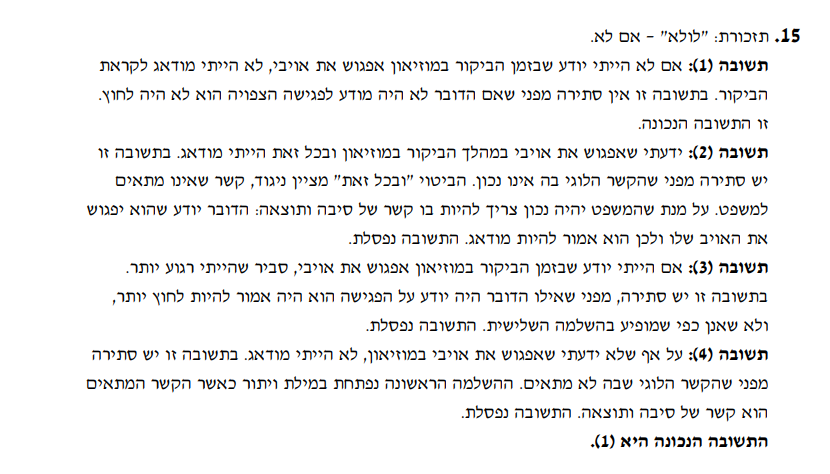 15. תזכורת: "לולא" – אם לא.
תשובה (1): אם לא הייתי יודע שבזמן הביקור במוזיאון אפגוש את אויבי, לא הייתי מודאג לקראת
הביקור. בתשובה זו אין סתירה מפני שאם הדובר לא היה מודע לפגישה הצפויה הוא לא היה לחוץ.
זו התשובה הנכונה.
תשובה (2): ידעתי שאפגוש את אויבי במהלך הביקור במוזיאון ובכל זאת הייתי מודאג. בתשובה זו
יש סתירה מפני שהקשר הלוגי בה אינו נכון. הביטוי "ובכל זאת" מציין ניגוד, קשר שאינו מתאים
למשפט. על מנת שהמשפט יהיה נכון צריך להיות בו קשר של סיבה ותוצאה: הדובר יודע שהוא יפגוש
את האויב שלו ולכן הוא אמור להיות מודאג. התשובה נפסלת.
תשובה (3): אם הייתי יודע שבזמן הביקור במוזיאון אפגוש את אויבי, סביר שהייתי רגוע יותר.
בתשובה זו יש סתירה, מפני שאילו הדובר היה יודע על הפגישה הוא היה אמור להיות לחוץ יותר,
ולא שאנן כפי שמופיע בהשלמה השלישית. התשובה נפסלת.
תשובה (4): על אף שלא ידעתי שאפגוש את אויבי במוזיאון, לא הייתי מודאג. בתשובה זו יש סתירה
מפני שהקשר הלוגי שבה לא מתאים. ההשלמה הראשונה נפתחת במילת ויתור כאשר הקשר המתאים
הוא קשר של סיבה ותוצאה. התשובה נפסלת.
התשובה הנכונה היא (1).